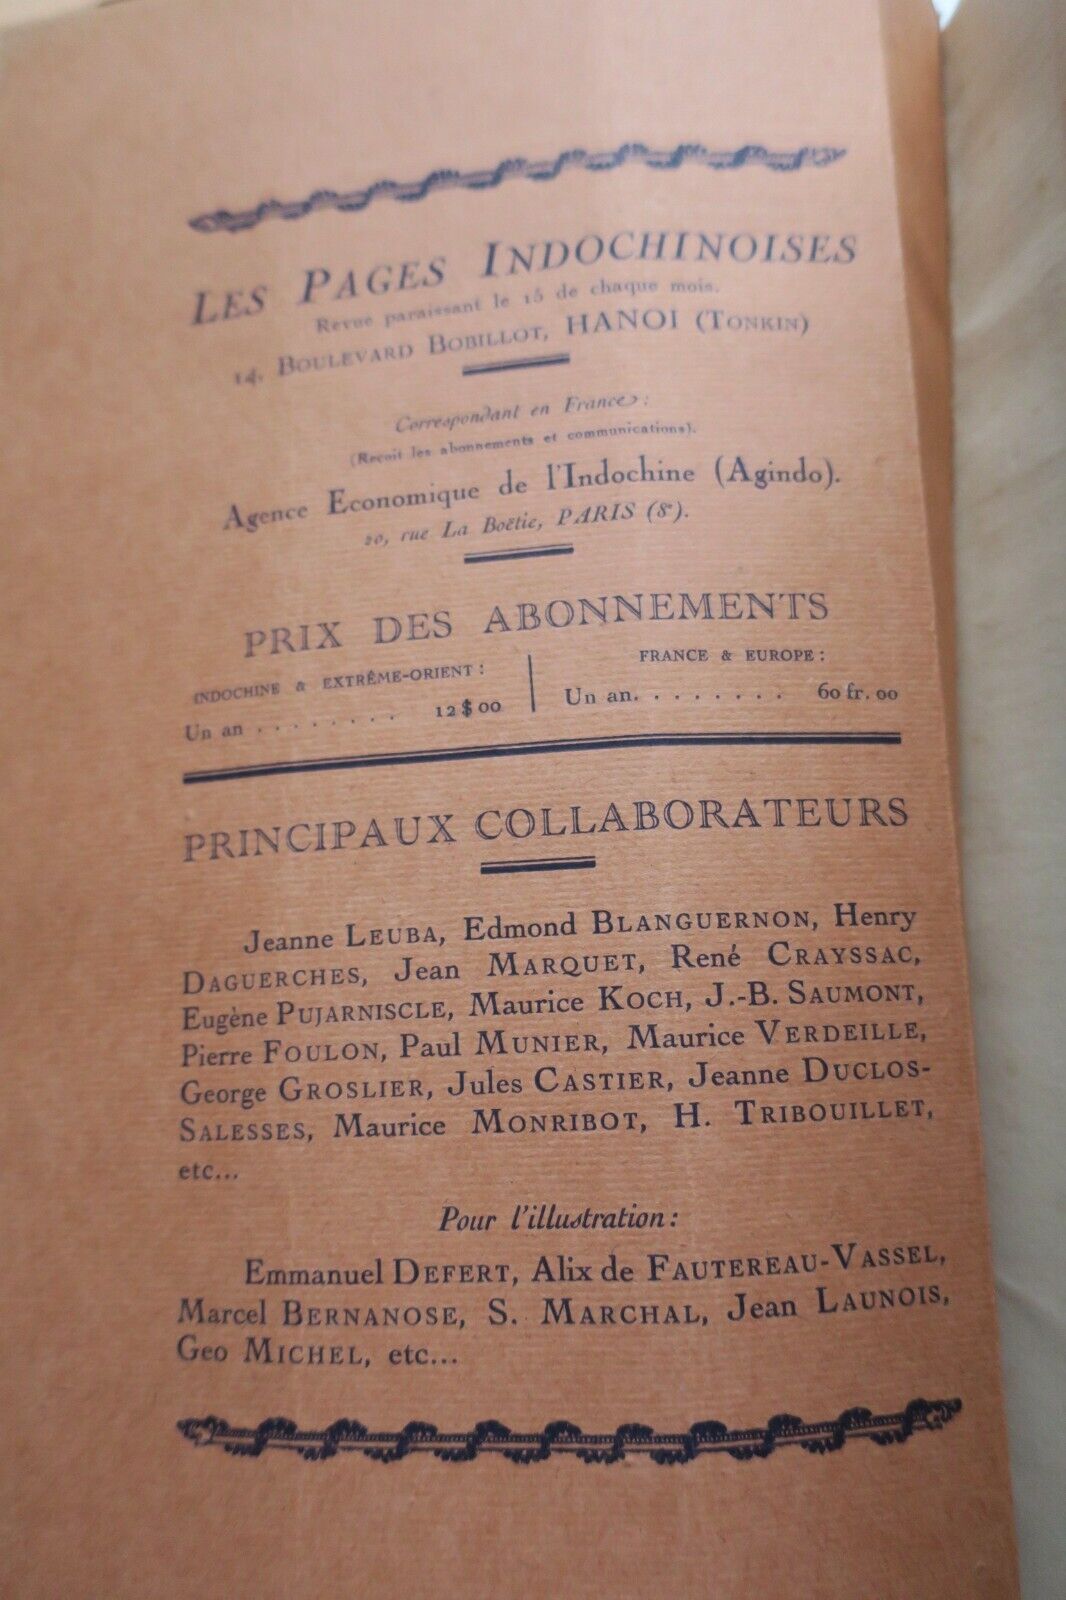 LES PAGES INDOCHINOISES
Revue paraissant le 15 de chaque mois.
14, BOULEVARD BOBILLOT, HANOI (TONKIN)
Correspondant en France :
(Reçoit les abonnements et communications).
Agence Economique de l'Indochine (Agindo).
20, rue La Boëtie, PARIS (8e).
PRIX DES ABONNEMENTS
INDOCHINE & EXTRÊME-ORIENT :
Un an . . . . . . . . 12$00
FRANCE & EUROPE :
Un an. . . . . . . . 60 fr. 00
PRINCIPAUX COLLABORATEURS
Jeanne LEUBA, Edmond BLANGUERNON, Henry
DAGUERCHES, Jean MARQUET, René CRAYSSAC,
Eugène PUJARNISCLE, Maurice KOCH, J.-B. SAUMONT,
Pierre FOULON, Paul MUNIER, Maurice VERDEILLE,
George GROSLIER, Jules CASTIER, Jeanne DUCLOS-
SALESSES, Maurice MONRIBOT, H. TRIBOUILLET,
etc...
Pour l'illustration :
Emmanuel DEFERT, Alix de FAUTEREAU-VASSEL,
Marcel BERNANOSE, S. MARCHAL, Jean LAUNOIS,
Geo MICHEL, etc...